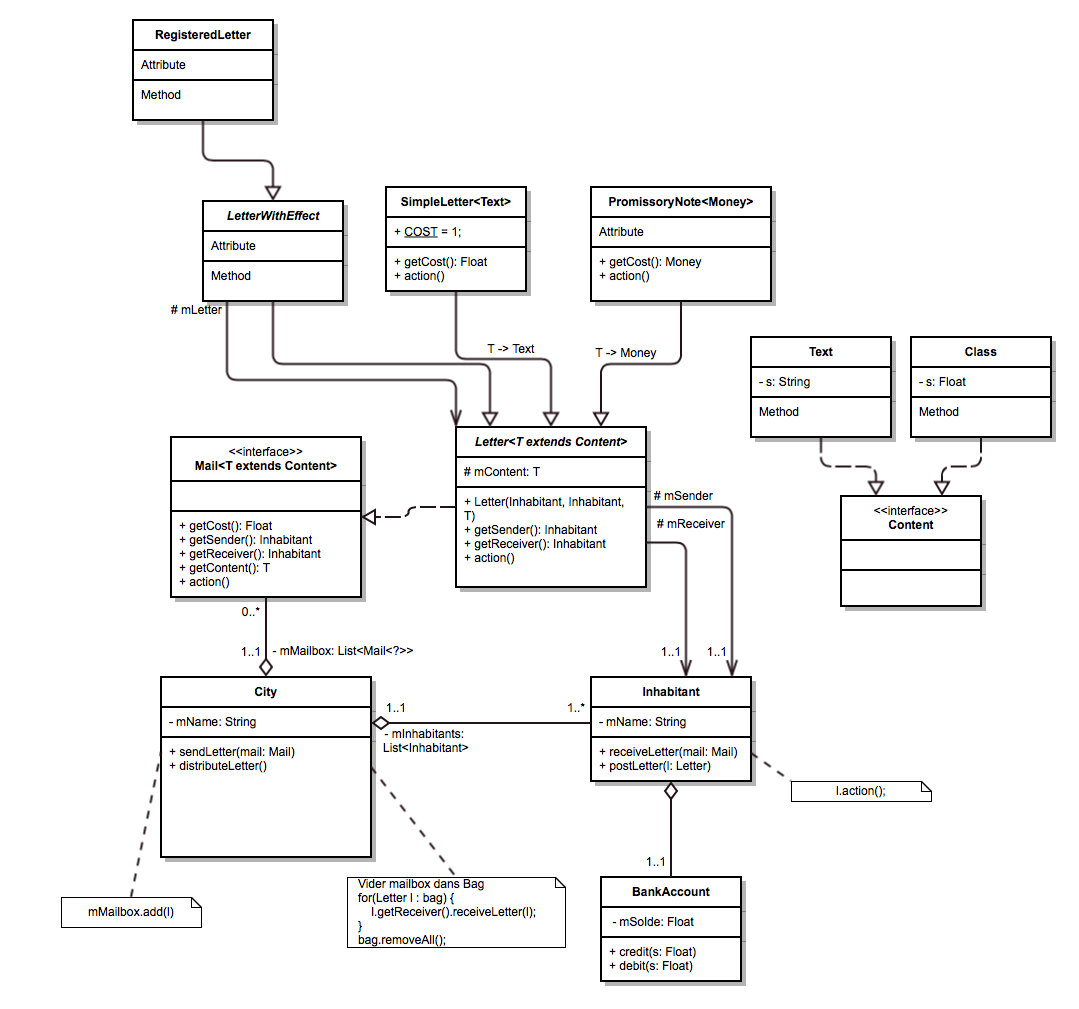 RegisteredLetter
Attribute
Method
LetterWithEffect
Attribute
Method
# mLetter
SimpleLetter<Text>
+ COST = 1;
+ getCost(): Float
+ action()
PromissoryNote<Money>
Attribute
+ getCost(): Money
+ action()
T -> Text
T -> Money
Text
- s: String
Method
Class
- s: Float
Method
<<interface>>
Content
<<interface>>
Mail<T extends Content>
+ getCost(): Float
+ getSender(): Inhabitant
+ getReceiver(): Inhabitant
+ getContent(): T
+ action()
Letter<T extends Content>
# mContent: T
+ Letter(Inhabitant, Inhabitant,
T)
+ getSender(): Inhabitant
+ getReceiver(): Inhabitant
+ action()
# mSender
# mReceiver
0..*
1..1
- mMailbox: List<Mail<?>>
1..1
1..1
City
- mName: String
+ sendLetter(mail: Mail)
+ distributeLetter()
1..1
1..*
- mInhabitants:
List<Inhabitant>
Inhabitant
- mName: String
+ receiveLetter(mail: Mail)
+ postLetter(l: Letter)
l.action();
1..1
BankAccount
- mSolde: Float
+ credit(s: Float)
+ debit(s: Float)
mMailbox.add(l)
Vider mailbox dans Bag
for(Letter l : bag) {
l.getReceiver().receiveLetter(l);
}
bag.removeAll();